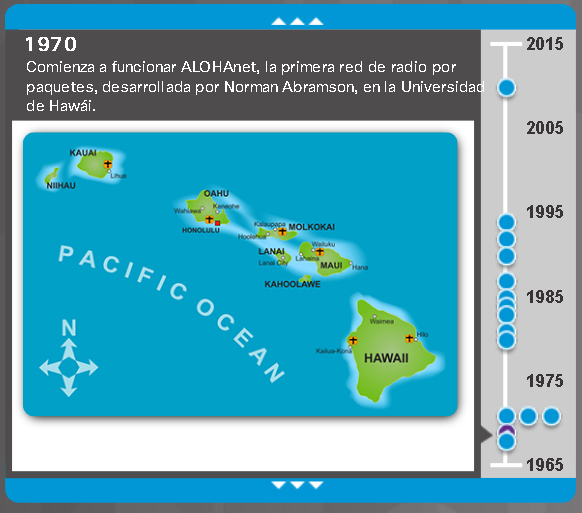 1970
Comienza a funcionar ALOHAnet, la primera red de radio por
paquetes, desarrollada por Norman Abramson, en la Universidad
de Hawái.
KAUAI
Lihue
NIIHAU
OAHU
Wahiawa
Kaneohe
HONOLULU
Kalaupapa
MOLKOKAI
Hoolehua
LANAI
Lanai City
Wailuku
Lahaina
MAUI
Hana
KAHOOLAWE
PACIFIC OCEAN
N
Waimea
Hilo
Kailua-Kona
HAWAII
2015
2005
1995
1985
1975
1965